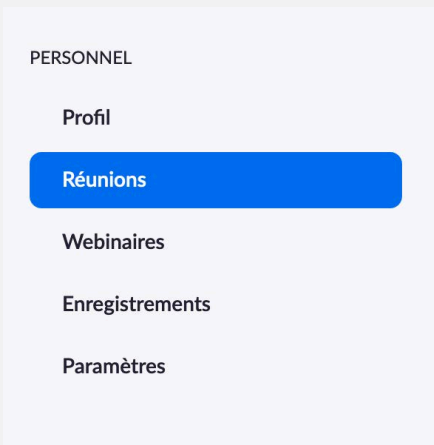 PERSONNEL
Profil
Réunions
Webinaires
Enregistrements
Paramètres